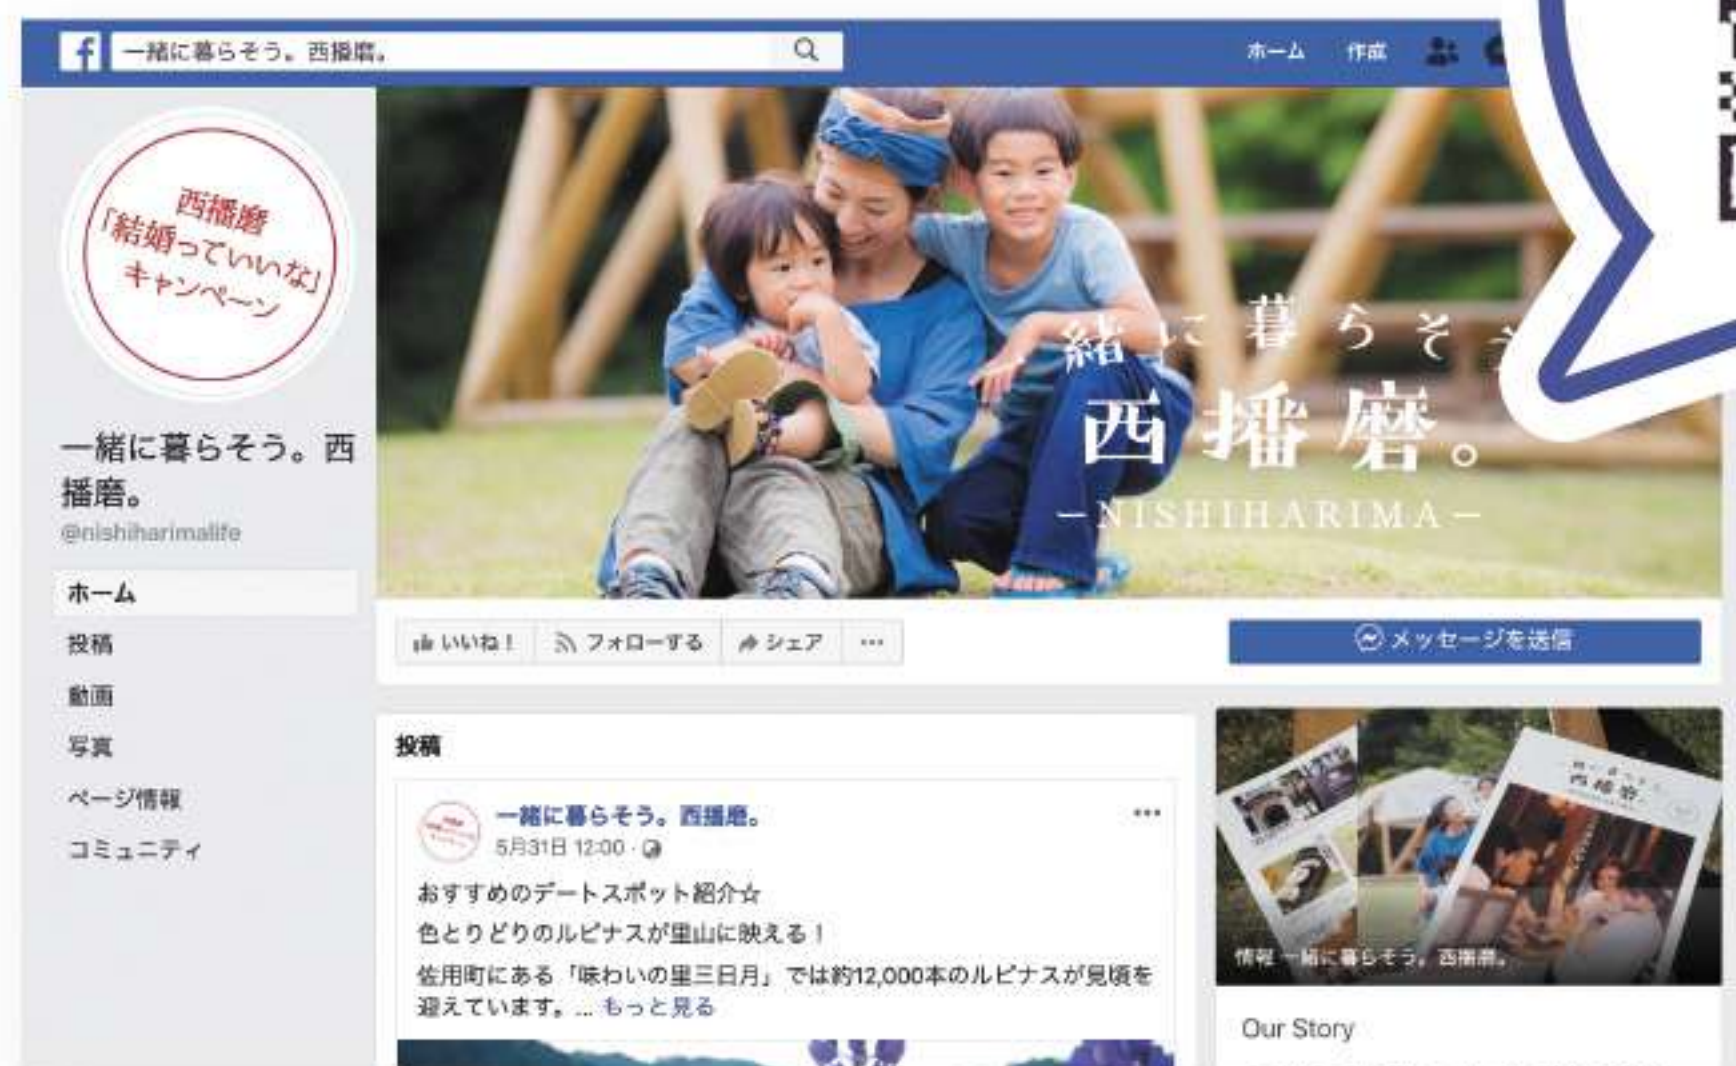 一緒に暮らそう。西播磨。
ホーム 作成
西播磨
「結婚っていいな」
キャンペーン
緒に暮らそ
西播磨。
－NISHIHARIMA－
一緒に暮らそう。西
播磨。
@nishiharimalife
ホーム
投稿
動画
写真
ページ情報
コミュニティ
いいね！ フォローする シェア …
メッセージを送信
投稿
一緒に暮らそう。西播磨。
5月31日 12:00
おすすめのデートスポット紹介☆
色とりどりのルピナスが里山に映える！
佐用町にある「味わいの里三日月」では約12,000本のルピナスが見頃を
迎えています。... もっと見る
西播磨。
情報 一緒に暮らそう。西播磨。
Our Story